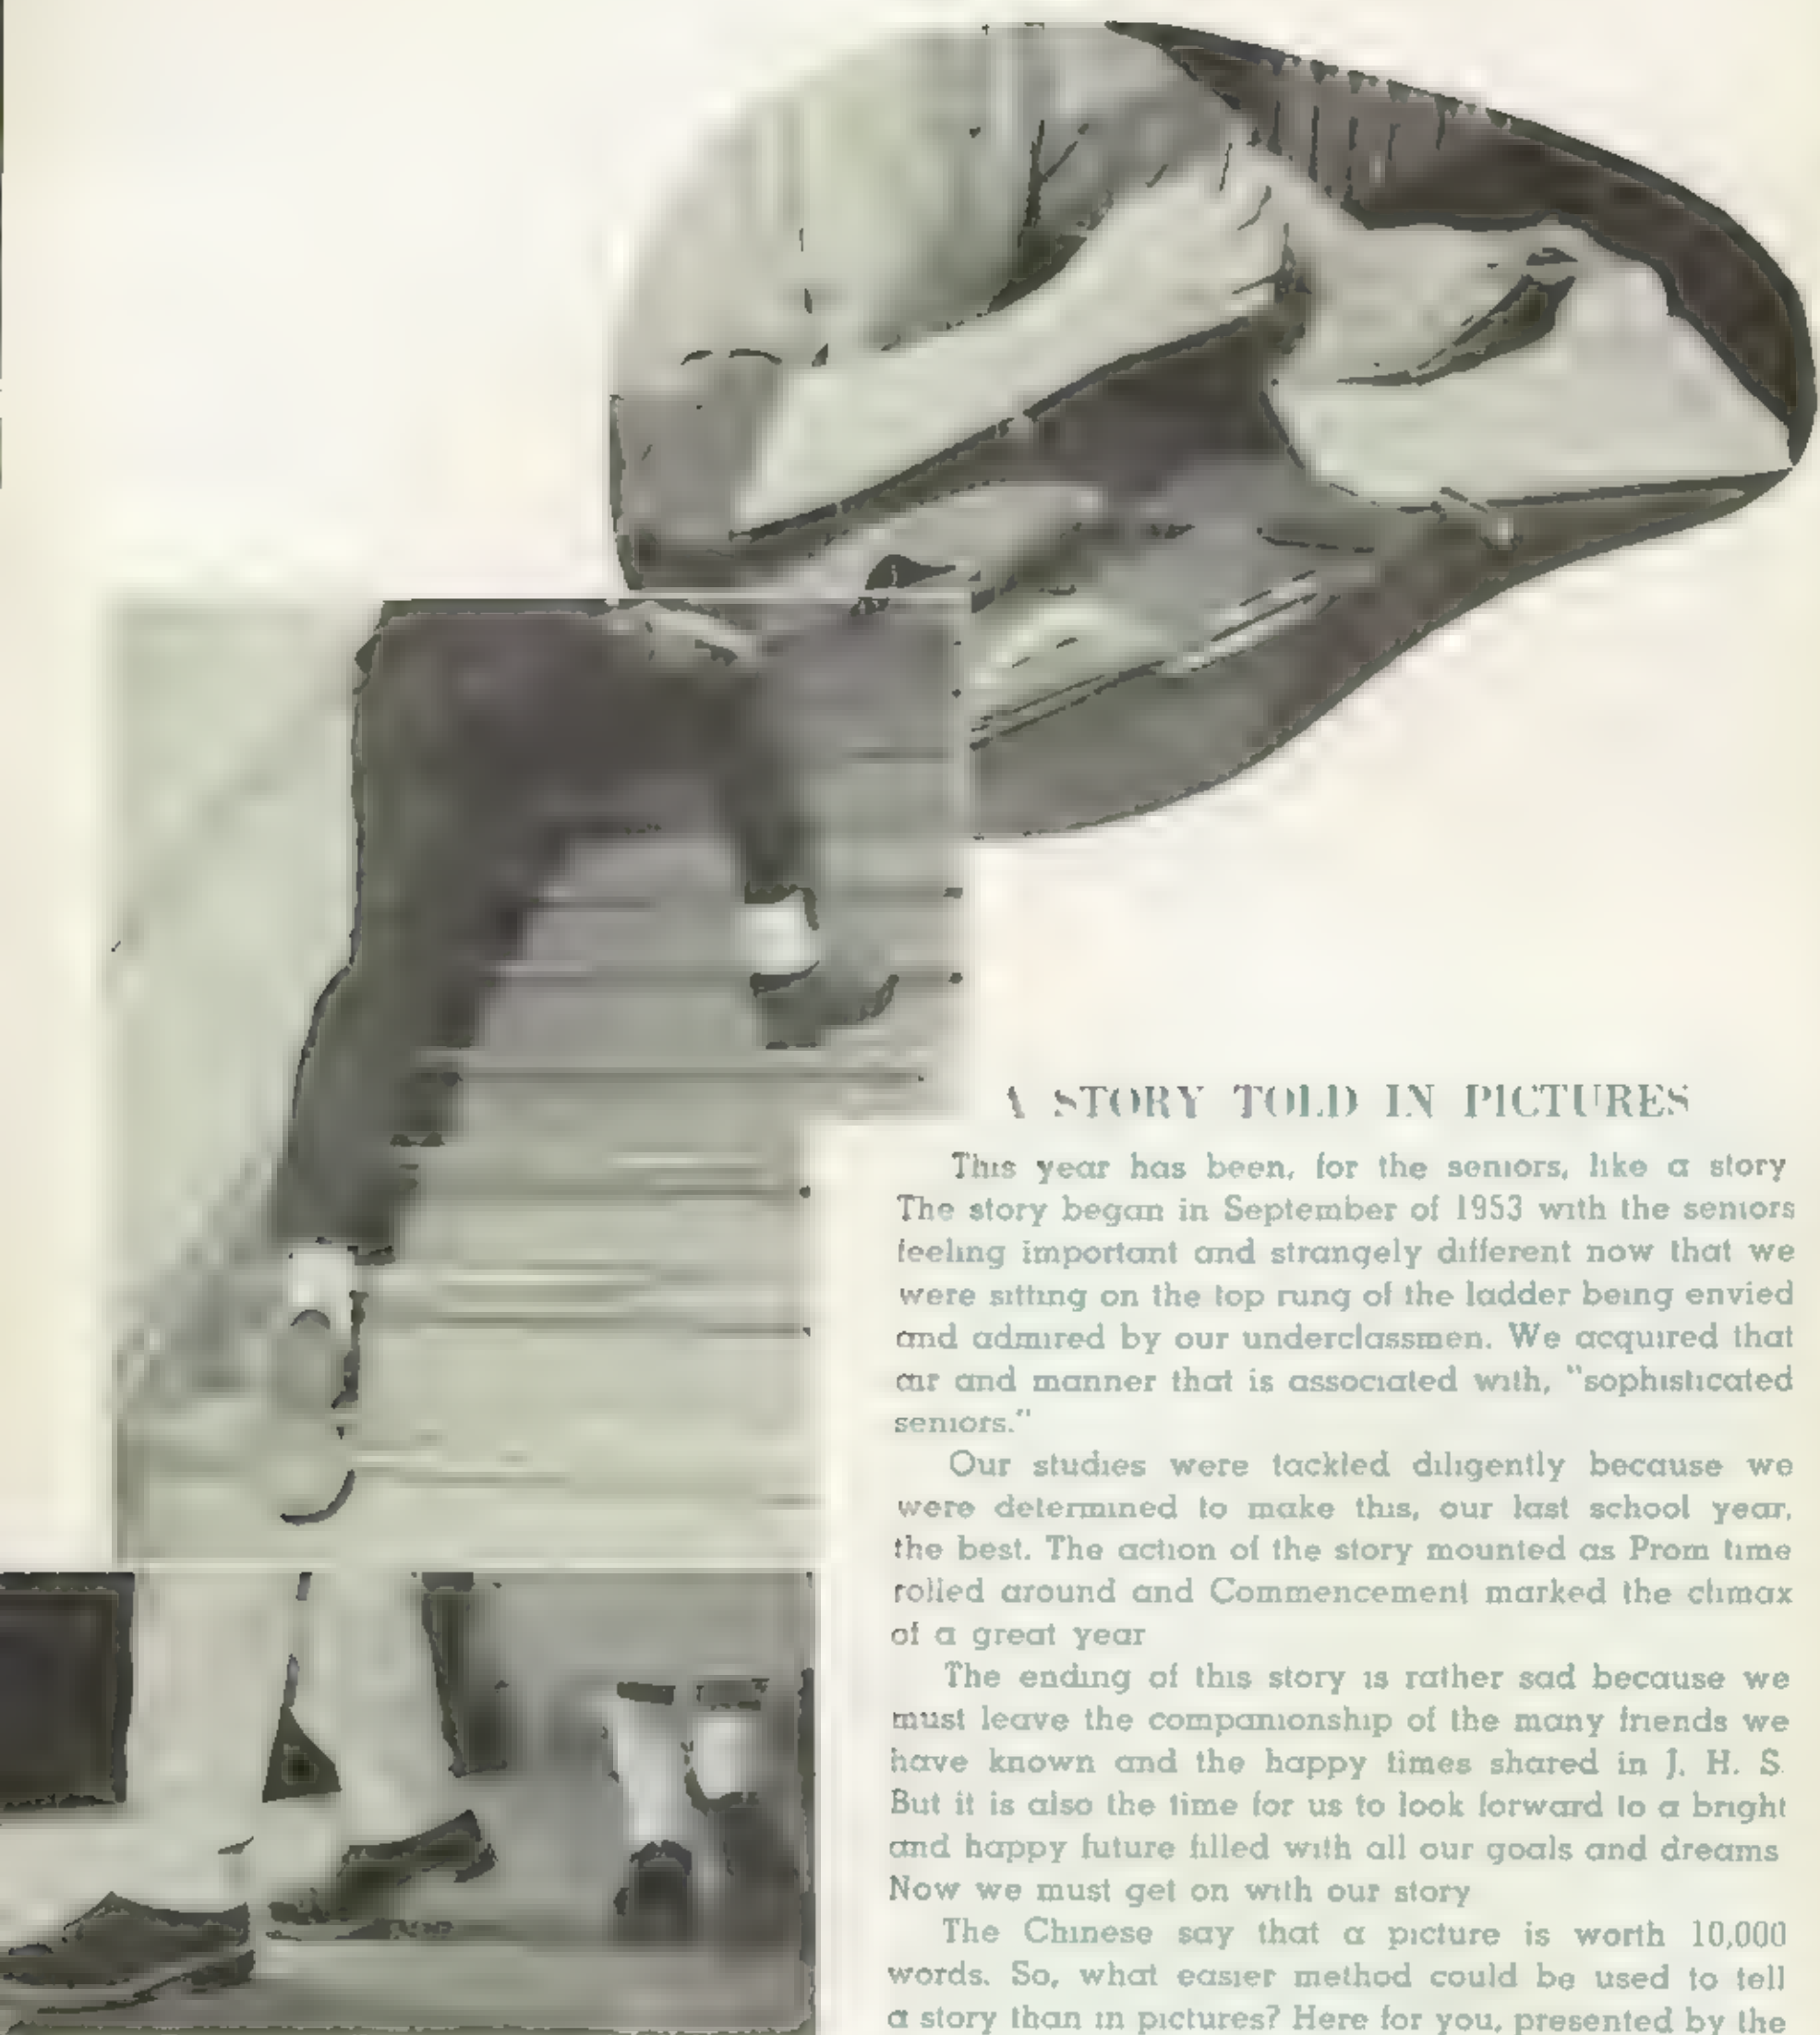 A STORY TOLD IN PICTURES
This year has been, for the seniors, like a story
The story began in September of 1953 with the seniors
feeling important and strangely different now that we
were sitting on the top rung of the ladder being envied
and admired by our underclassmen. We acquired that
air and manner that is associated with, "sophisticated
seniors."
Our studies were tackled diligently because we
were determined to make this, our last school year,
the best. The action of the story mounted as Prom time
rolled around and Commencement marked the climax
of a great year
The ending of this story is rather sad because we
must leave the companionship of the many friends we
have known and the happy times shared in J. H. S.
But it is also the time for us to look forward to a bright
and happy future filled with all our goals and dreams
Now we must get on with our story
The Chinese say that a picture is worth 10,000
words. So, what easier method could be used to tell
a story than in pictures? Here for you, presented by the